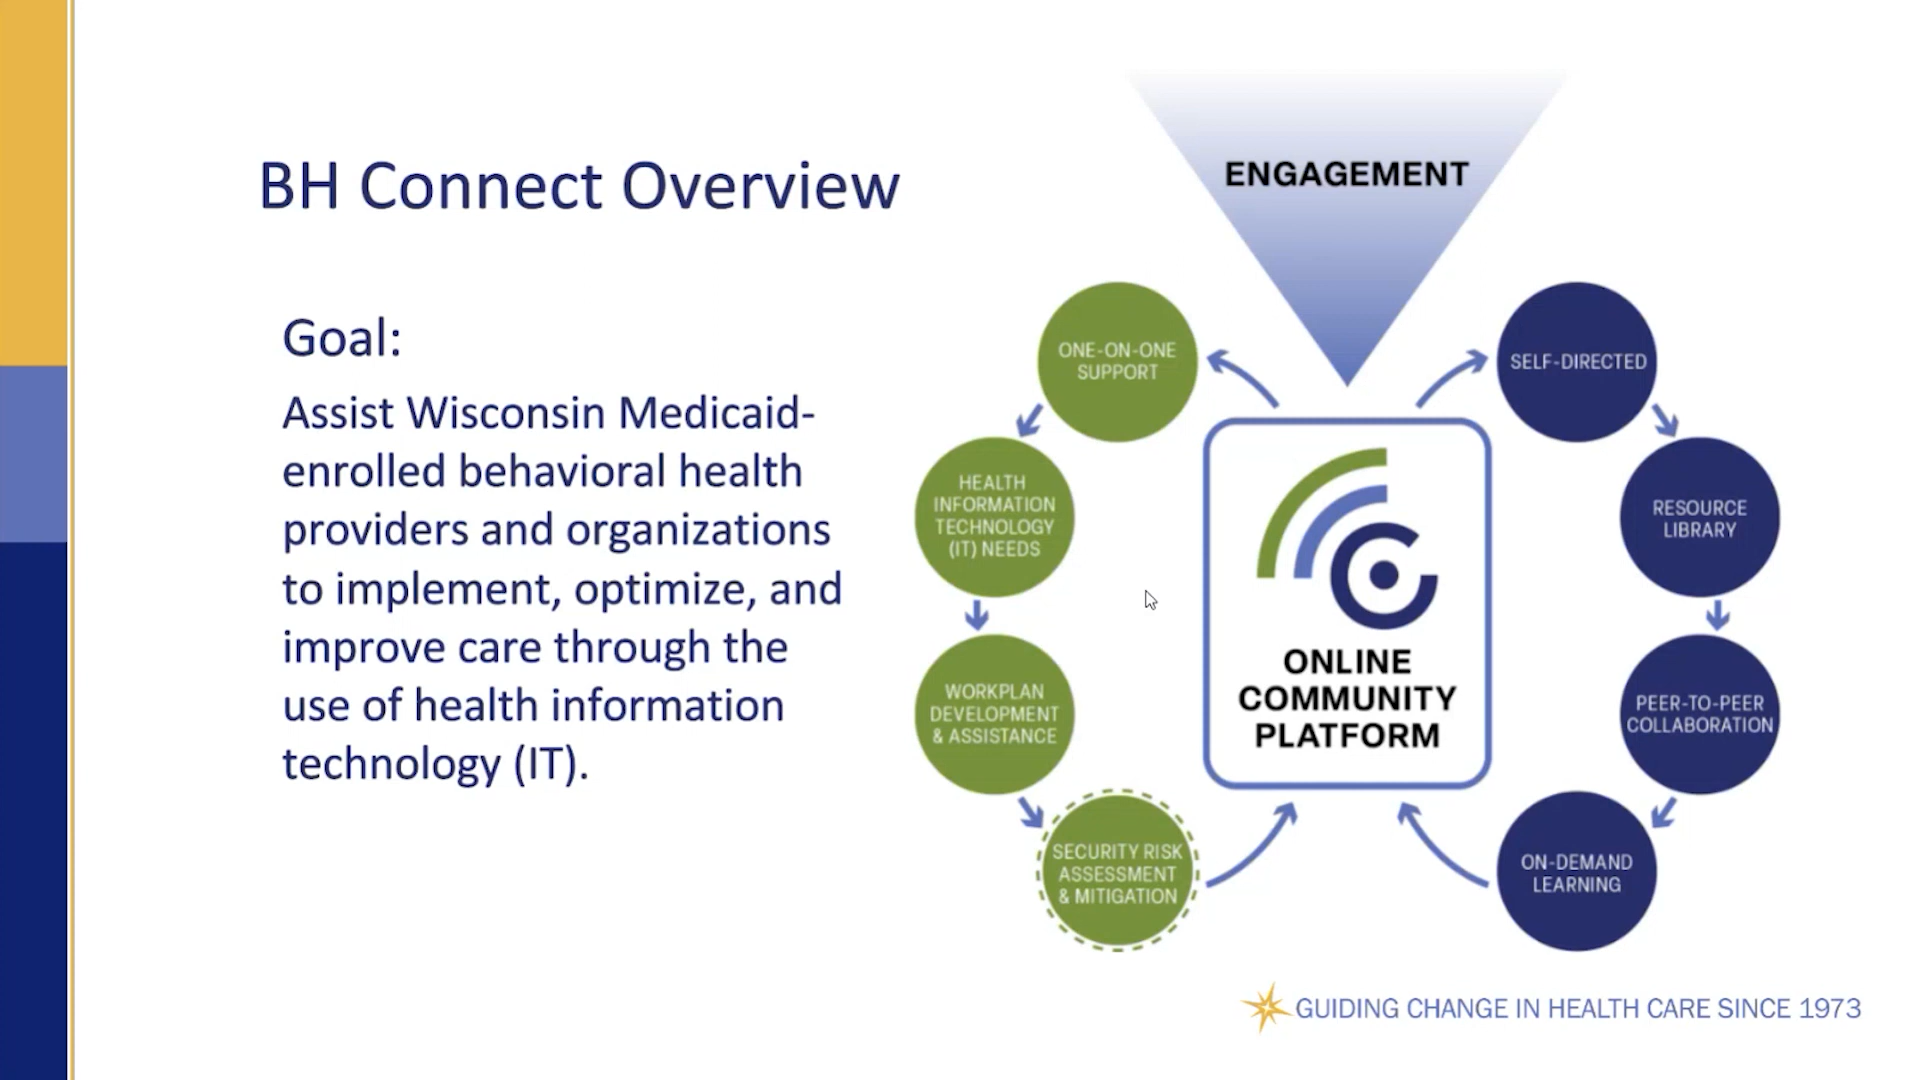 BH Connect Overview
Goal:
Assist Wisconsin Medicaid-
enrolled behavioral health
providers and organizations
to implement, optimize, and
improve care through the
use of health information
technology (IT).
ENGAGEMENT
ONE-ON-ONE
SUPPORT
HEALTH
INFORMATION
TECHNOLOGY
(IT) NEEDS
WORKPLAN
DEVELOPMENT
& ASSISTANCE
SECURITY RISK
ASSESSMENT
& MITIGATION
ONLINE
COMMUNITY
PLATFORM
SELF-DIRECTED
RESOURCE
LIBRARY
PEER-TO-PEER
COLLABORATION
ON-DEMAND
LEARNING
GUIDING CHANGE IN HEALTH CARE SINCE 1973